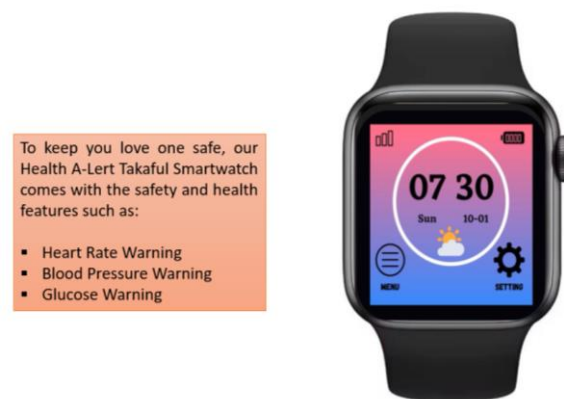 To keep you love one safe, our
Health A-Lert Takaful Smartwatch
comes with the safety and health
features such as:
▪ Heart Rate Warning
▪ Blood Pressure Warning
▪ Glucose Warning
07 30
Sun 10-01
MENU
SETTING